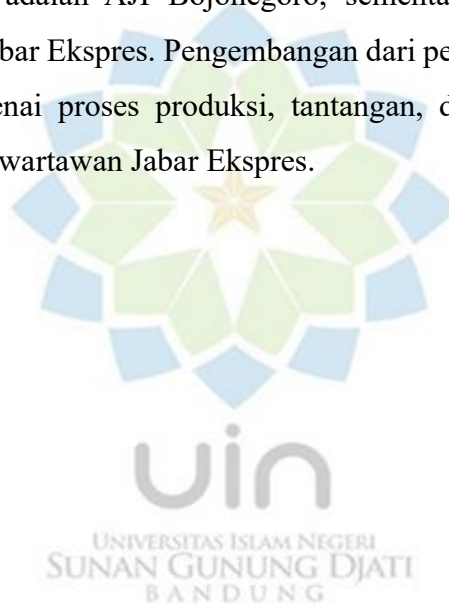 adalah AJI Bojonegoro, sementa
bar Ekspres. Pengembangan dari pe
enai proses produksi, tantangan, d
wartawan Jabar Ekspres.
uin
UNIVERSITAS ISLAM NEGERI
SUNAN GUNUNG DJATI
BANDUNG